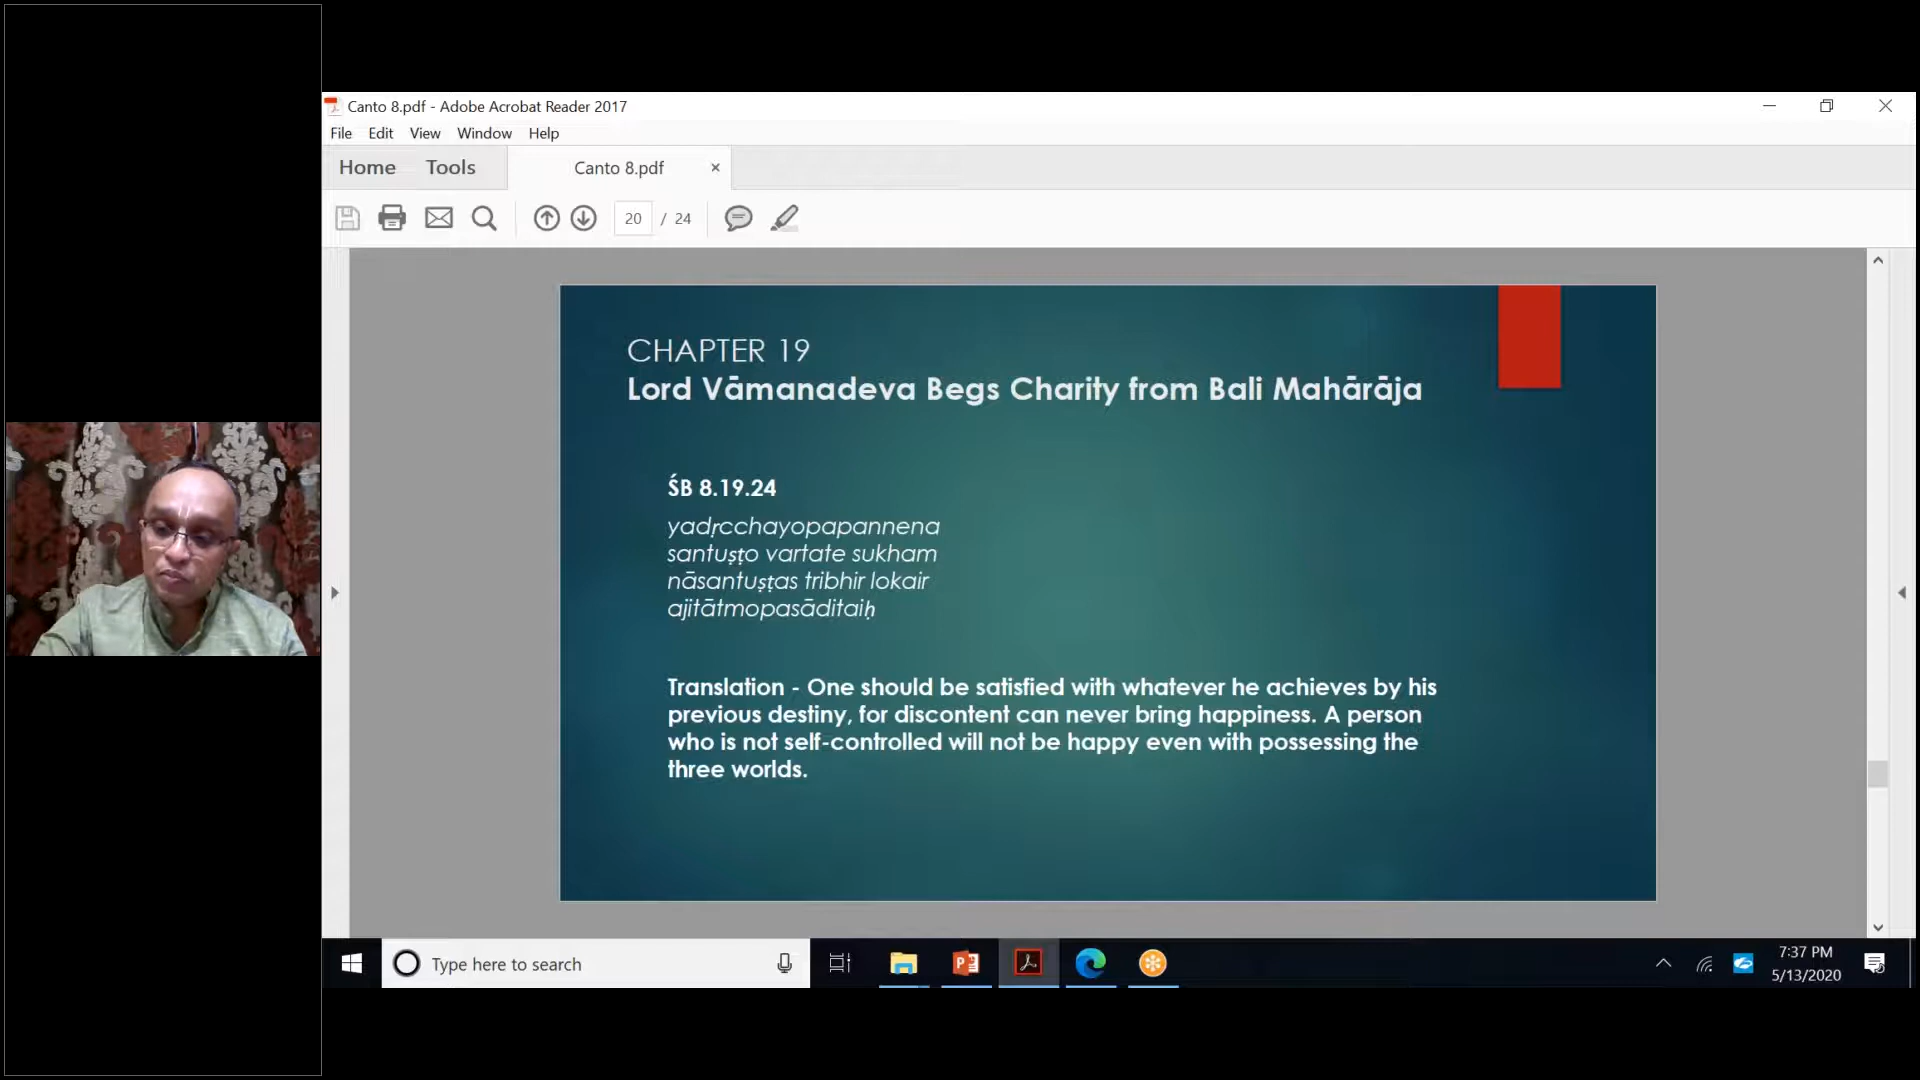 Canto 8.pdf - Adobe Acrobat Reader 2017
File Edit View Window Help
Home Tools Canto 8.pdf ×
20 / 24
CHAPTER 19
Lord Vāmanadeva Begs Charity from Bali Mahārāja
ŚB 8.19.24
yadṛcchayopapannena
santuṣṭo vartate sukham
nāsantuṣṭas tribhir lokair
ajitātmopasāditaiḥ
Translation - One should be satisfied with whatever he achieves by his
previous destiny, for discontent can never bring happiness. A person
who is not self-controlled will not be happy even with possessing the
three worlds.
Type here to search
7:37 PM
5/13/2020